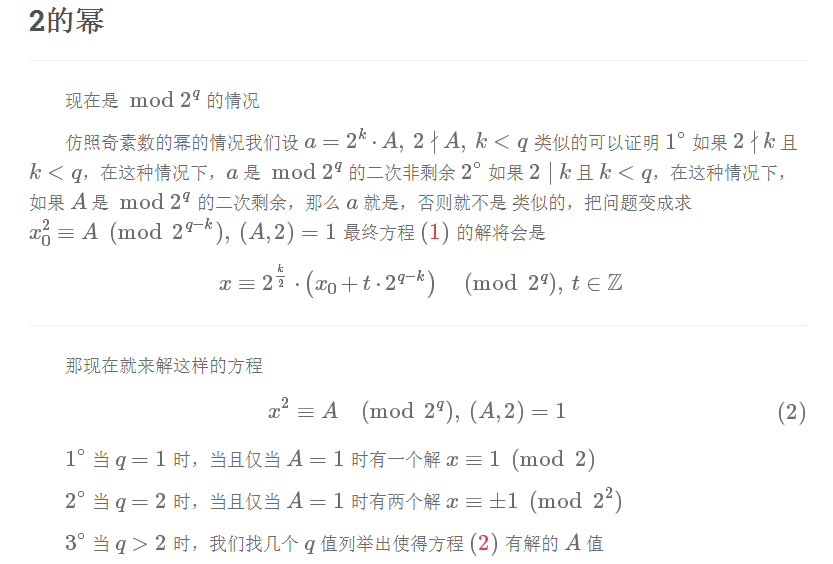 2的幂
现在是 mod 2^q 的情况
仿照奇素数的幂的情况我们设 a = 2^k · A, 2 ∤ A, k < q 类似的可以证明 1° 如果 2 ∤ k 且
k < q，在这种情况下，a 是 mod 2^q 的二次非剩余 2° 如果 2 | k 且 k < q，在这种情况下，
如果 A 是 mod 2^q 的二次剩余，那么 a 就是，否则就不是 类似的，把问题变成求
x_0^2 ≡ A (mod 2^{q−k}), (A, 2) = 1 最终方程 (1) 的解将会是
x ≡ 2^{k/2} · (x_0 + t · 2^{q−k}) (mod 2^q), t ∈ ℤ
那现在就来解这样的方程
x^2 ≡ A (mod 2^q), (A, 2) = 1 (2)
1° 当 q = 1 时，当且仅当 A = 1 时有一个解 x ≡ 1 (mod 2)
2° 当 q = 2 时，当且仅当 A = 1 时有两个解 x ≡ ±1 (mod 2^2)
3° 当 q > 2 时，我们找几个 q 值列举出使得方程 (2) 有解的 A 值